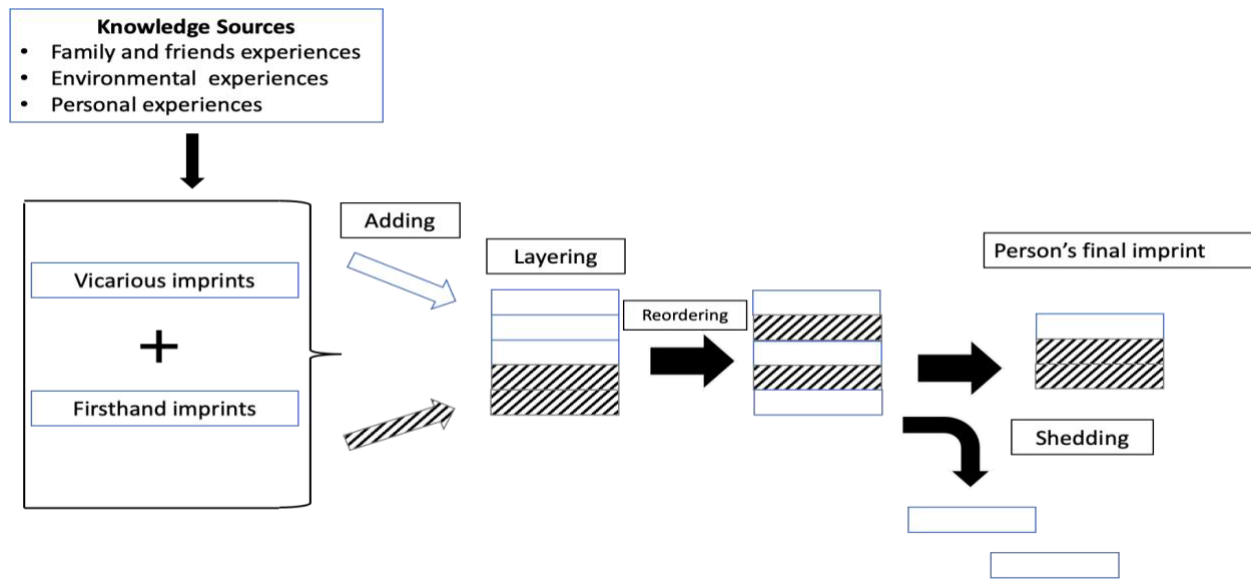 Knowledge Sources
• Family and friends experiences
• Environmental experiences
• Personal experiences
Adding
Vicarious imprints
+
Firsthand imprints
Layering
Reordering
Person's final imprint
Shedding